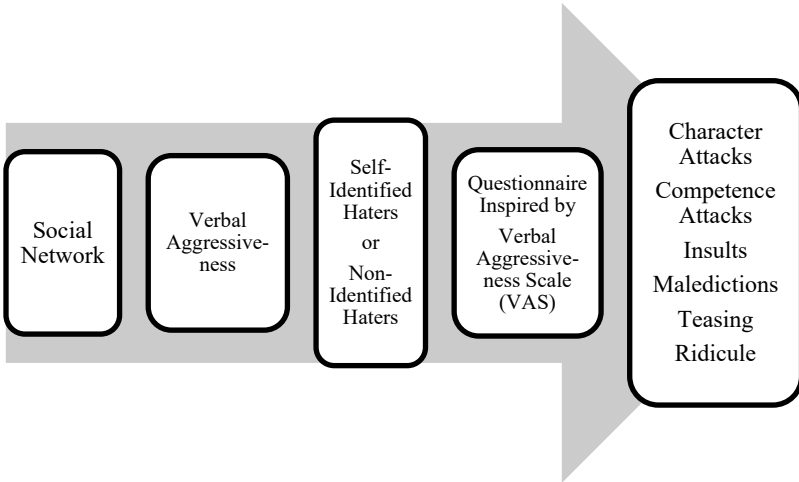 Social
Network
Verbal
Aggressive-
ness
Self-
Identified
Haters
or
Non-
Identified
Haters
Questionnaire
Inspired by
Verbal
Aggressive-
ness Scale
(VAS)
Character
Attacks
Competence
Attacks
Insults
Maledictions
Teasing
Ridicule